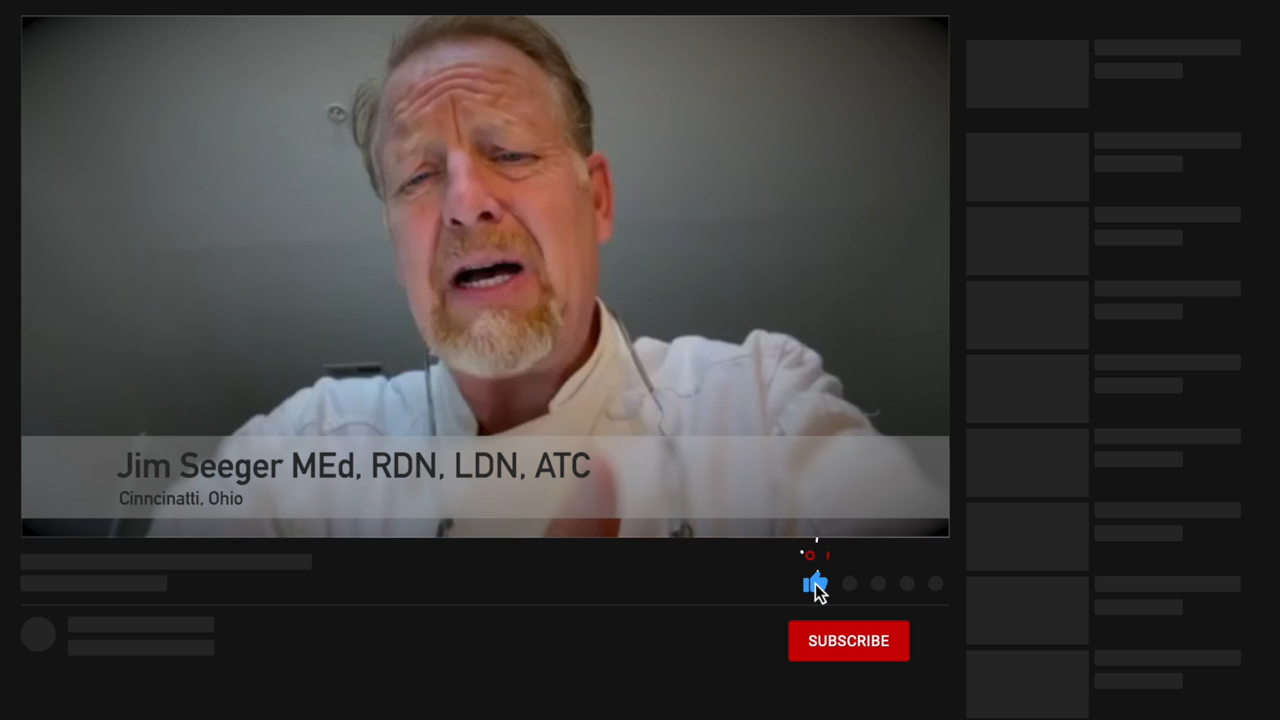 Jim Seeger MEd, RDN, LDN, ATC
Cinncinatti, Ohio
SUBSCRIBE